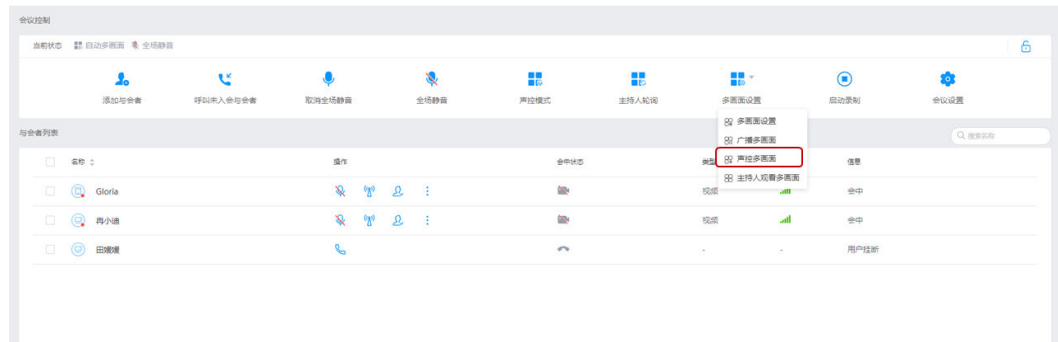 会议控制
当前状态 自动多画面 全场静音
添加与会者 呼叫未入会与会者 取消全场静音 全场静音 声控模式 主持人轮询 多画面设置 启动录制 会议设置
多画面设置
广播多画面
声控多画面
主持人观看多画面
与会者列表 搜索名称
名称 操作 会中状态 类型 信息
Gloria 视频 会中
冉小迪 视频 会中
田媛媛 - - 用户挂断